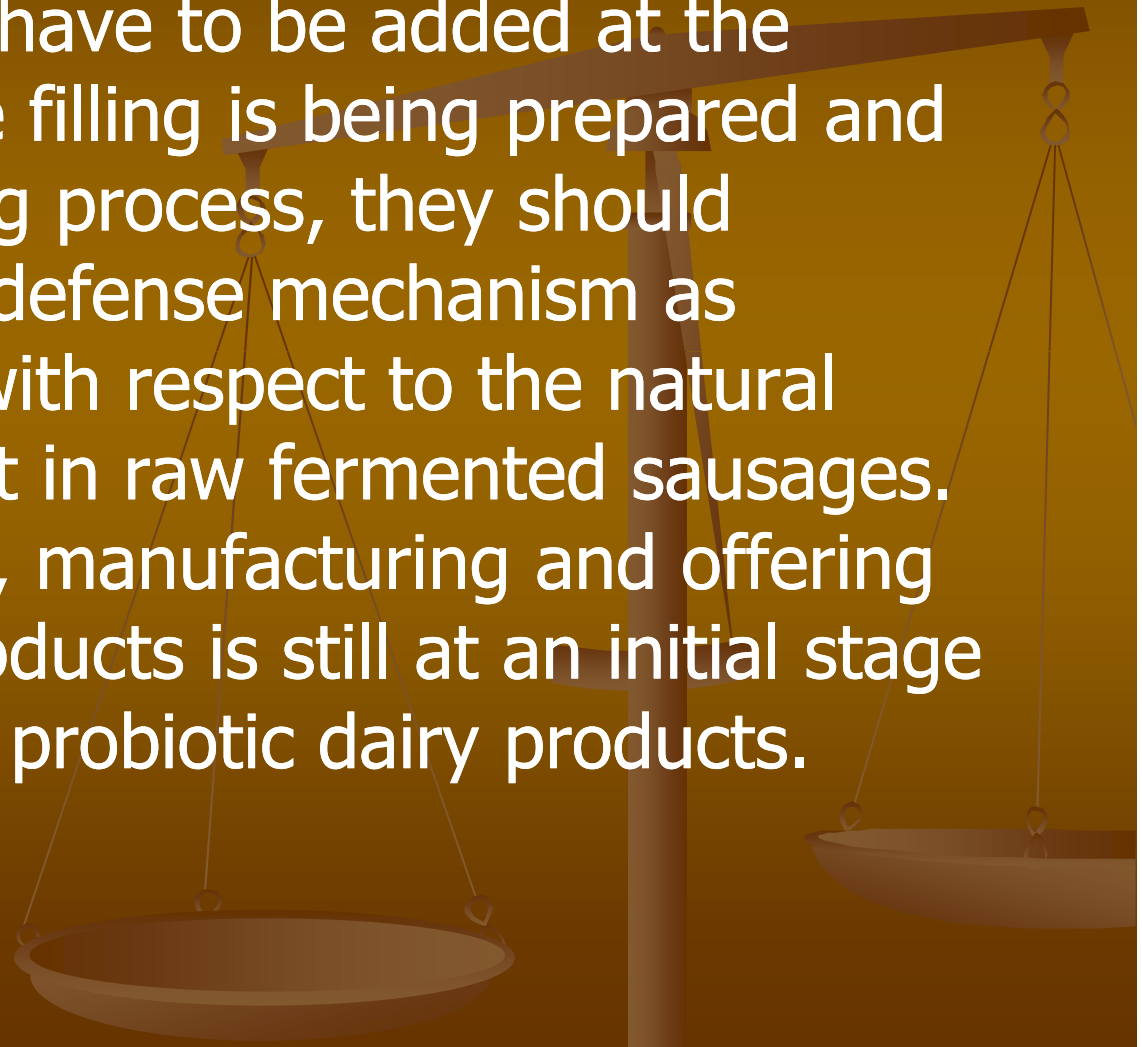 have to be added at the
filling is being prepared and
process, they should
defense mechanism as
with respect to the natural
in raw fermented sausages.
, manufacturing and offering
is still at an initial stage
probiotic dairy products.